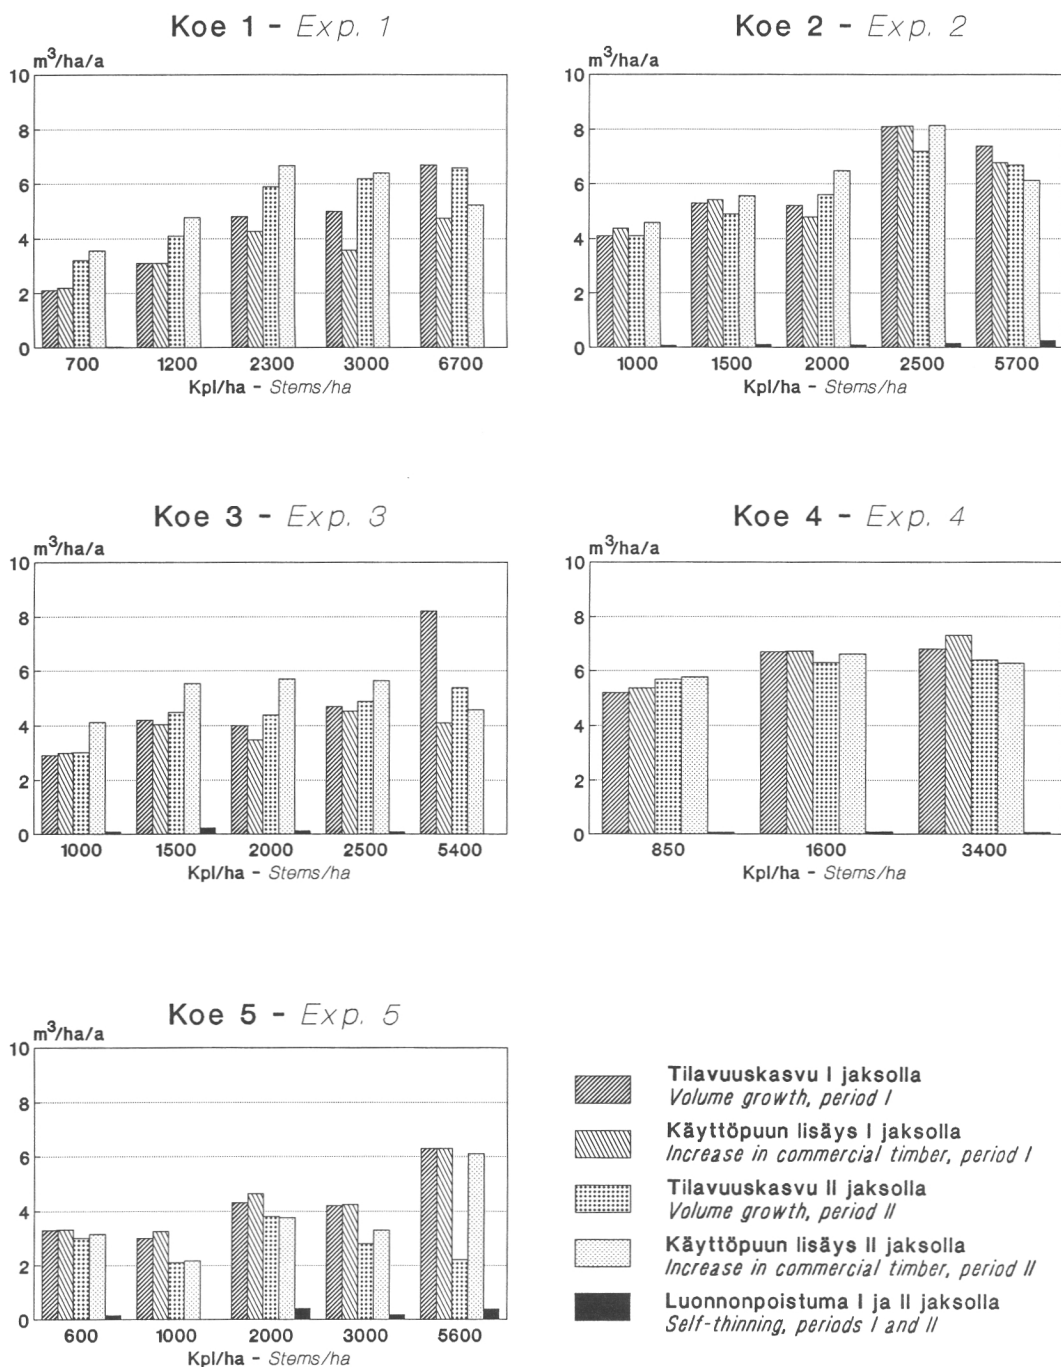 Koe 1 - Exp. 1
m³/ha/a
10
8
6
4
2
0
700 1200 2300 3000 6700
Kpl/ha - Stems/ha
Koe 2 - Exp. 2
m³/ha/a
10
8
6
4
2
0
1000 1500 2000 2500 5700
Kpl/ha - Stems/ha
Koe 3 - Exp. 3
m³/ha/a
10
8
6
4
2
0
1000 1500 2000 2500 5400
Kpl/ha - Stems/ha
Koe 4 - Exp. 4
m³/ha/a
10
8
6
4
2
0
850 1600 3400
Kpl/ha - Stems/ha
Koe 5 - Exp. 5
m³/ha/a
10
8
6
4
2
0
600 1000 2000 3000 5600
Kpl/ha - Stems/ha
Tilavuuskasvu I jaksolla
Volume growth, period I
Käyttöpuun lisäys I jaksolla
Increase in commercial timber, period I
Tilavuuskasvu II jaksolla
Volume growth, period II
Käyttöpuun lisäys II jaksolla
Increase in commercial timber, period II
Luonnonpoistuma I ja II jaksolla
Self-thinning, periods I and II